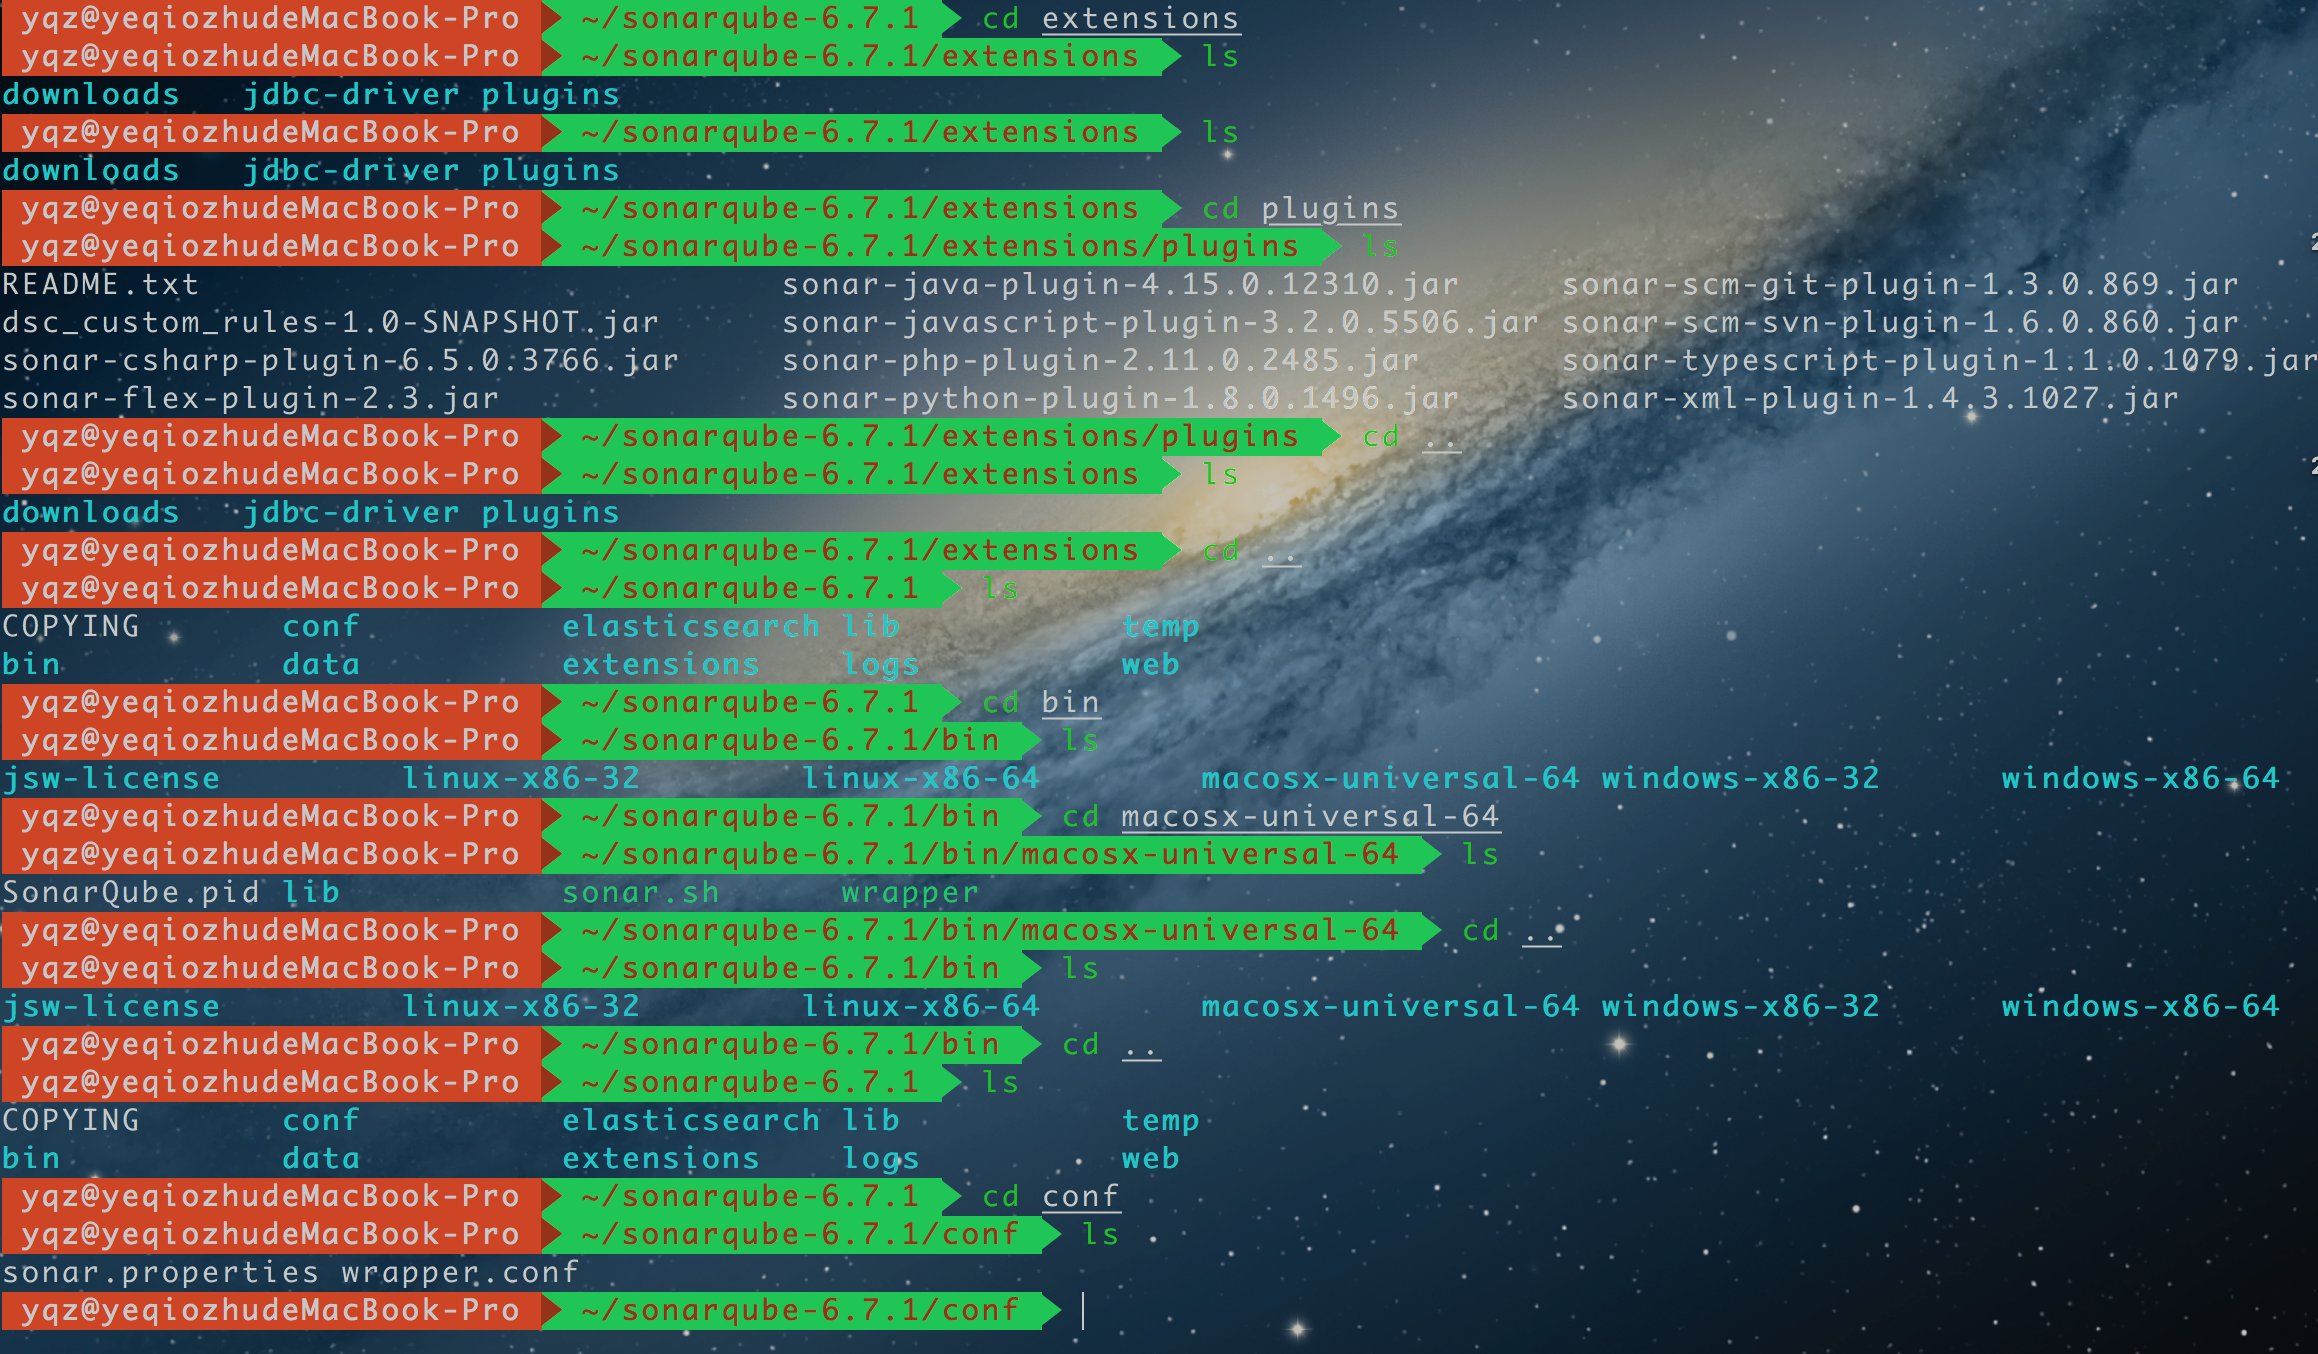 yqz@yeqiozhudeMacBook-Pro ~/sonarqube-6.7.1 cd extensions
yqz@yeqiozhudeMacBook-Pro ~/sonarqube-6.7.1/extensions ls
downloads jdbc-driver plugins
yqz@yeqiozhudeMacBook-Pro ~/sonarqube-6.7.1/extensions ls
downloads jdbc-driver plugins
yqz@yeqiozhudeMacBook-Pro ~/sonarqube-6.7.1/extensions cd plugins
yqz@yeqiozhudeMacBook-Pro ~/sonarqube-6.7.1/extensions/plugins ls
README.txt sonar-java-plugin-4.15.0.12310.jar sonar-scm-git-plugin-1.3.0.869.jar
dsc_custom_rules-1.0-SNAPSHOT.jar sonar-javascript-plugin-3.2.0.5506.jar sonar-scm-svn-plugin-1.6.0.860.jar
sonar-csharp-plugin-6.5.0.3766.jar sonar-php-plugin-2.11.0.2485.jar sonar-typescript-plugin-1.1.0.1079.jar
sonar-flex-plugin-2.3.jar sonar-python-plugin-1.8.0.1496.jar sonar-xml-plugin-1.4.3.1027.jar
yqz@yeqiozhudeMacBook-Pro ~/sonarqube-6.7.1/extensions/plugins cd ..
yqz@yeqiozhudeMacBook-Pro ~/sonarqube-6.7.1/extensions ls
downloads jdbc-driver plugins
yqz@yeqiozhudeMacBook-Pro ~/sonarqube-6.7.1/extensions cd ..
yqz@yeqiozhudeMacBook-Pro ~/sonarqube-6.7.1 ls
COPYING conf elasticsearch lib temp
bin data extensions logs web
yqz@yeqiozhudeMacBook-Pro ~/sonarqube-6.7.1 cd bin
yqz@yeqiozhudeMacBook-Pro ~/sonarqube-6.7.1/bin ls
jsw-license linux-x86-32 linux-x86-64 macosx-universal-64 windows-x86-32 windows-x86-64
yqz@yeqiozhudeMacBook-Pro ~/sonarqube-6.7.1/bin cd macosx-universal-64
yqz@yeqiozhudeMacBook-Pro ~/sonarqube-6.7.1/bin/macosx-universal-64 ls
SonarQube.pid lib sonar.sh wrapper
yqz@yeqiozhudeMacBook-Pro ~/sonarqube-6.7.1/bin/macosx-universal-64 cd ..
yqz@yeqiozhudeMacBook-Pro ~/sonarqube-6.7.1/bin ls
jsw-license linux-x86-32 linux-x86-64 macosx-universal-64 windows-x86-32 windows-x86-64
yqz@yeqiozhudeMacBook-Pro ~/sonarqube-6.7.1/bin cd ..
yqz@yeqiozhudeMacBook-Pro ~/sonarqube-6.7.1 ls
COPYING conf elasticsearch lib temp
bin data extensions logs web
yqz@yeqiozhudeMacBook-Pro ~/sonarqube-6.7.1 cd conf
yqz@yeqiozhudeMacBook-Pro ~/sonarqube-6.7.1/conf ls
sonar.properties wrapper.conf
yqz@yeqiozhudeMacBook-Pro ~/sonarqube-6.7.1/conf